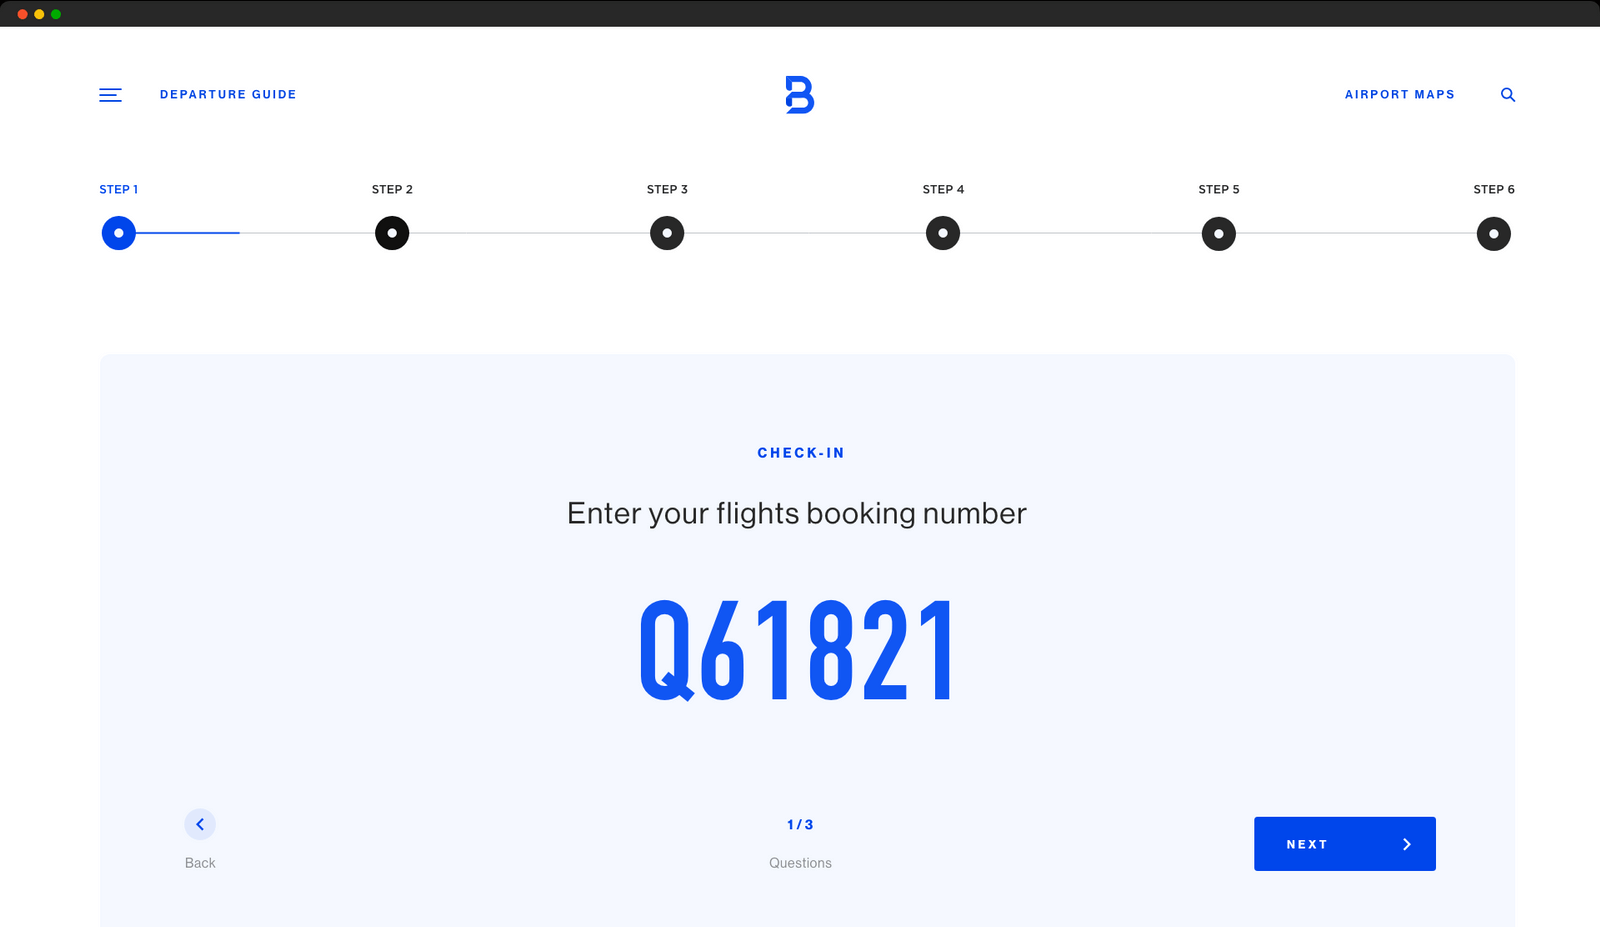 DEPARTURE GUIDE
B
AIRPORT MAPS
STEP 1
STEP 2
STEP 3
STEP 4
STEP 5
STEP 6
CHECK-IN
Enter your flights booking number
Q61821
Back
1/3
Questions
NEXT